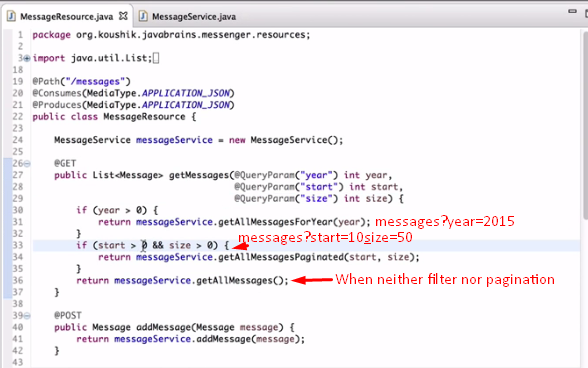 MessageResource.java MessageService.java
1 package org.koushik.javabrains.messenger.resources;
2
3 import java.util.List;
18
19 @Path("/messages")
20 @Consumes(MediaType.APPLICATION_JSON)
21 @Produces(MediaType.APPLICATION_JSON)
22 public class MessageResource {
23
24 MessageService messageService = new MessageService();
25
26 @GET
27 public List<Message> getMessages(@QueryParam("year") int year,
28 @QueryParam("start") int start,
29 @QueryParam("size") int size) {
30 if (year > 0) {
31 return messageService.getAllMessagesForYear(year); messages?year=2015
32 }
messages?start=10size=50
33 if (start > 0 && size > 0) {
34 return messageService.getAllMessagesPaginated(start, size);
35 }
36 return messageService.getAllMessages(); When neither filter nor pagination
37 }
38
39 @POST
40 public Message addMessage(Message message) {
41 return messageService.addMessage(message);
42 }
43